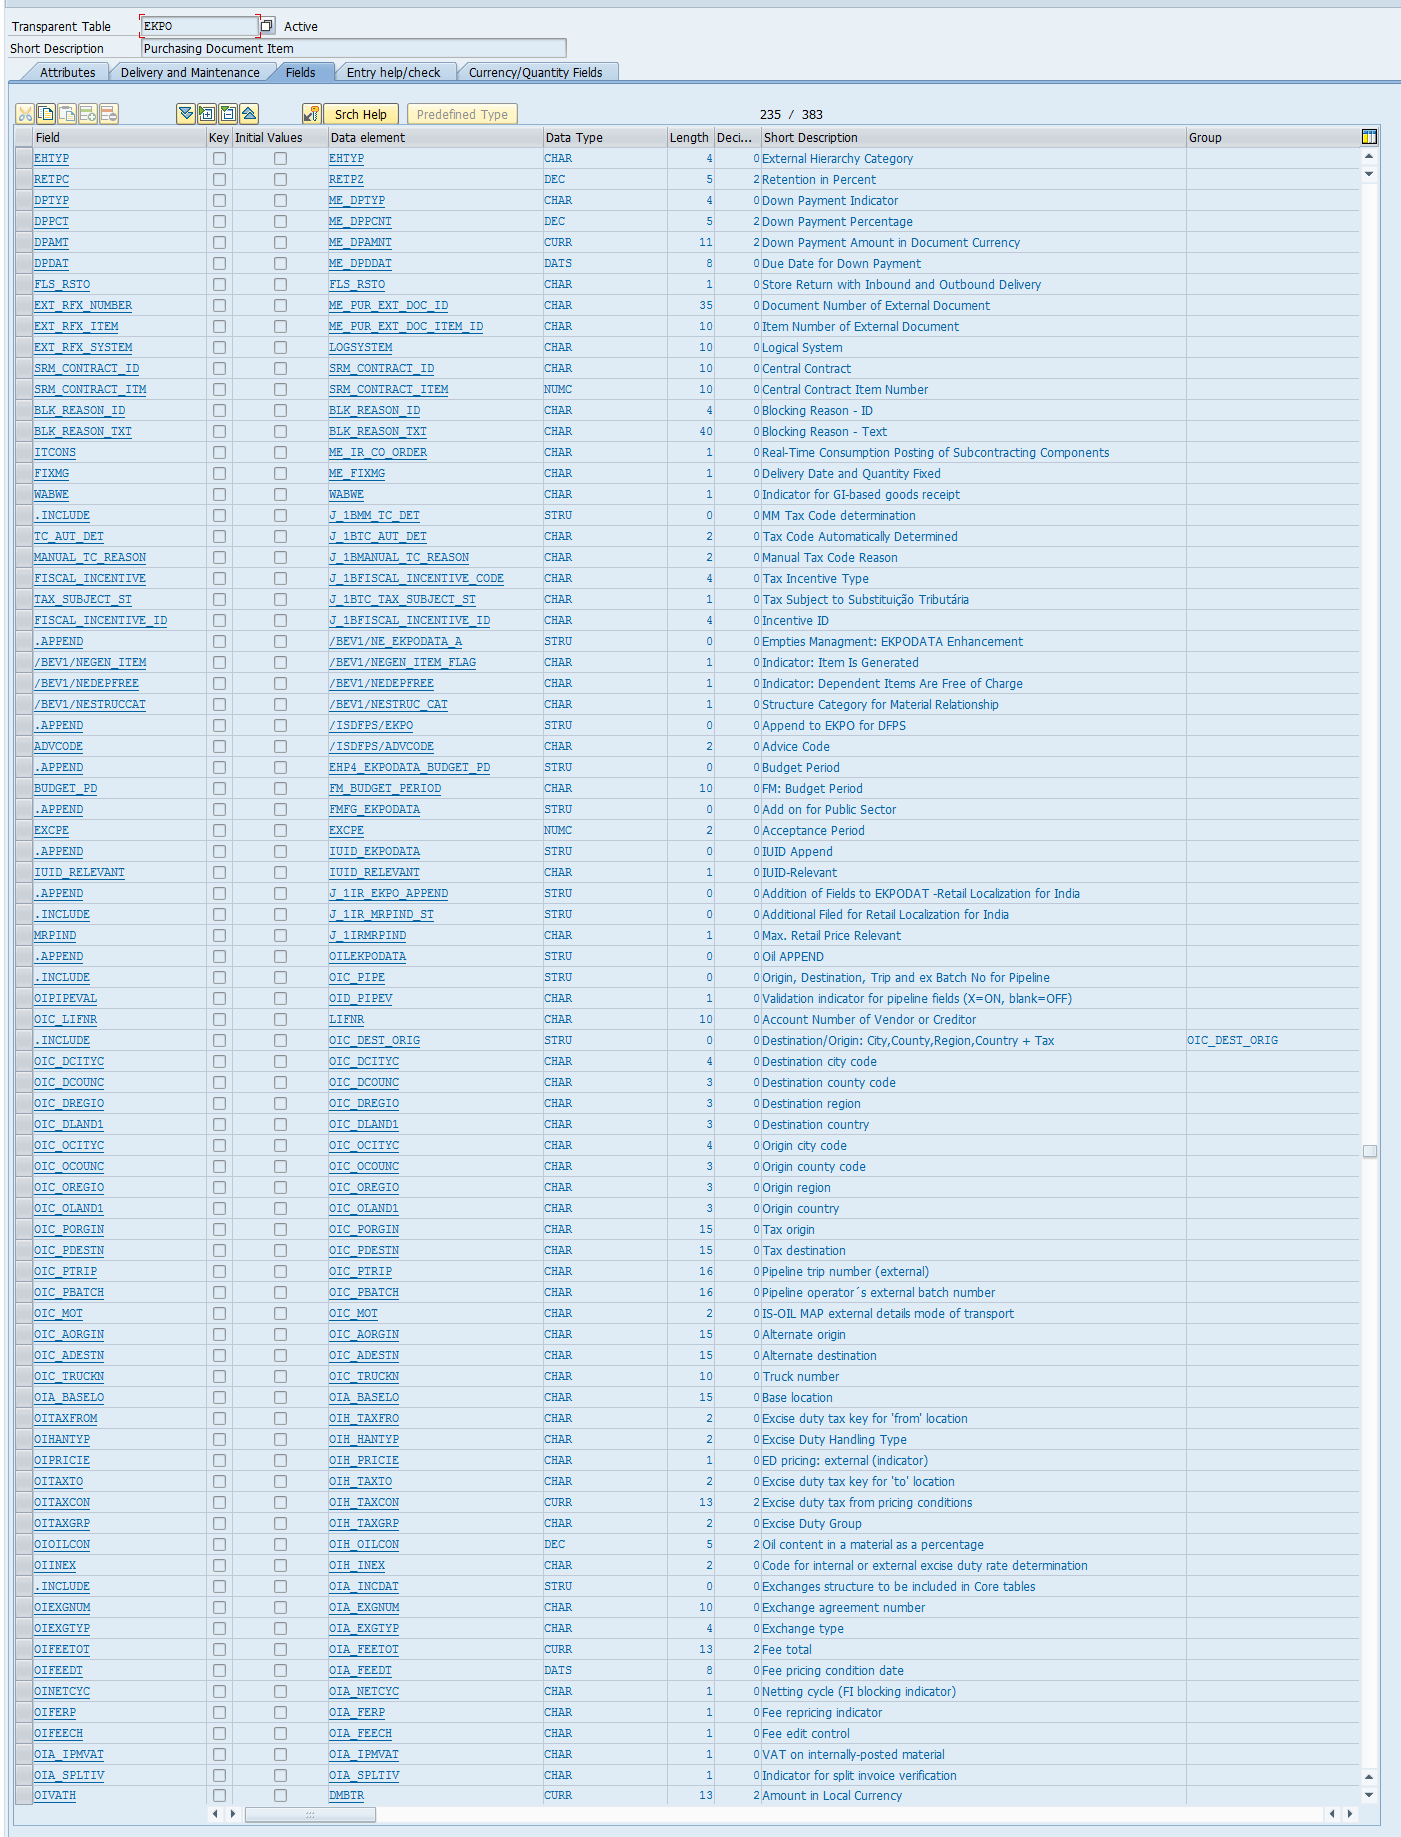 Transparent Table EKPO Active
Short Description Purchasing Document Item
Attributes Delivery and Maintenance Fields Entry help/check Currency/Quantity Fields
Srch Help Predefined Type 235 / 383
Field Key Initial Values Data element Data Type Length Deci... Short Description Group
EHTYP EHTYP CHAR 4 0 External Hierarchy Category
RETPC RETPZ DEC 5 2 Retention in Percent
DPTYP ME_DPTYP CHAR 4 0 Down Payment Indicator
DPPCT ME_DPPCNT DEC 5 2 Down Payment Percentage
DPAMT ME_DPAMNT CURR 11 2 Down Payment Amount in Document Currency
DPDAT ME_DPDDAT DATS 8 0 Due Date for Down Payment
FLS_RSTO FLS_RSTO CHAR 1 0 Store Return with Inbound and Outbound Delivery
EXT_RFX_NUMBER ME_PUR_EXT_DOC_ID CHAR 35 0 Document Number of External Document
EXT_RFX_ITEM ME_PUR_EXT_DOC_ITEM_ID CHAR 10 0 Item Number of External Document
EXT_RFX_SYSTEM LOGSYSTEM CHAR 10 0 Logical System
SRM_CONTRACT_ID SRM_CONTRACT_ID CHAR 10 0 Central Contract
SRM_CONTRACT_ITM SRM_CONTRACT_ITEM NUMC 10 0 Central Contract Item Number
BLK_REASON_ID BLK_REASON_ID CHAR 4 0 Blocking Reason - ID
BLK_REASON_TXT BLK_REASON_TXT CHAR 40 0 Blocking Reason - Text
ITCONS ME_IR_CO_ORDER CHAR 1 0 Real-Time Consumption Posting of Subcontracting Components
FIXMG ME_FIXMG CHAR 1 0 Delivery Date and Quantity Fixed
WABWE WABWE CHAR 1 0 Indicator for GI-based goods receipt
.INCLUDE J_1BMM_TC_DET STRU 0 0 MM Tax Code determination
TC_AUT_DET J_1BTC_AUT_DET CHAR 2 0 Tax Code Automatically Determined
MANUAL_TC_REASON J_1BMANUAL_TC_REASON CHAR 2 0 Manual Tax Code Reason
FISCAL_INCENTIVE J_1BFISCAL_INCENTIVE_CODE CHAR 4 0 Tax Incentive Type
TAX_SUBJECT_ST J_1BTC_TAX_SUBJECT_ST CHAR 1 0 Tax Subject to Substituição Tributária
FISCAL_INCENTIVE_ID J_1BFISCAL_INCENTIVE_ID CHAR 4 0 Incentive ID
.APPEND /BEV1/NE_EKPODATA_A STRU 0 0 Empties Managment: EKPODATA Enhancement
/BEV1/NEGEN_ITEM /BEV1/NEGEN_ITEM_FLAG CHAR 1 0 Indicator: Item Is Generated
/BEV1/NEDEPFREE /BEV1/NEDEPFREE CHAR 1 0 Indicator: Dependent Items Are Free of Charge
/BEV1/NESTRUCCAT /BEV1/NESTRUC_CAT CHAR 1 0 Structure Category for Material Relationship
.APPEND /ISDFPS/EKPO STRU 0 0 Append to EKPO for DFPS
ADVCODE /ISDFPS/ADVCODE CHAR 2 0 Advice Code
.APPEND EHP4_EKPODATA_BUDGET_PD STRU 0 0 Budget Period
BUDGET_PD FM_BUDGET_PERIOD CHAR 10 0 FM: Budget Period
.APPEND FMFG_EKPODATA STRU 0 0 Add on for Public Sector
EXCPE EXCPE NUMC 2 0 Acceptance Period
.APPEND IUID_EKPODATA STRU 0 0 IUID Append
IUID_RELEVANT IUID_RELEVANT CHAR 1 0 IUID-Relevant
.APPEND J_1IR_EKPO_APPEND STRU 0 0 Addition of Fields to EKPODAT -Retail Localization for India
.INCLUDE J_1IR_MRPIND_ST STRU 0 0 Additional Filed for Retail Localization for India
MRPIND J_1IRMRPIND CHAR 1 0 Max. Retail Price Relevant
.APPEND OILEKPODATA STRU 0 0 Oil APPEND
.INCLUDE OIC_PIPE STRU 0 0 Origin, Destination, Trip and ex Batch No for Pipeline
OIPIPEVAL OID_PIPEV CHAR 1 0 Validation indicator for pipeline fields (X=ON, blank=OFF)
OIC_LIFNR LIFNR CHAR 10 0 Account Number of Vendor or Creditor
.INCLUDE OIC_DEST_ORIG STRU 0 0 Destination/Origin: City,County,Region,Country + Tax OIC_DEST_ORIG
OIC_DCITYC OIC_DCITYC CHAR 4 0 Destination city code
OIC_DCOUNC OIC_DCOUNC CHAR 3 0 Destination county code
OIC_DREGIO OIC_DREGIO CHAR 3 0 Destination region
OIC_DLAND1 OIC_DLAND1 CHAR 3 0 Destination country
OIC_OCITYC OIC_OCITYC CHAR 4 0 Origin city code
OIC_OCOUNC OIC_OCOUNC CHAR 3 0 Origin county code
OIC_OREGIO OIC_OREGIO CHAR 3 0 Origin region
OIC_OLAND1 OIC_OLAND1 CHAR 3 0 Origin country
OIC_PORGIN OIC_PORGIN CHAR 15 0 Tax origin
OIC_PDESTN OIC_PDESTN CHAR 15 0 Tax destination
OIC_PTRIP OIC_PTRIP CHAR 16 0 Pipeline trip number (external)
OIC_PBATCH OIC_PBATCH CHAR 16 0 Pipeline operator´s external batch number
OIC_MOT OIC_MOT CHAR 2 0 IS-OIL MAP external details mode of transport
OIC_AORGIN OIC_AORGIN CHAR 15 0 Alternate origin
OIC_ADESTN OIC_ADESTN CHAR 15 0 Alternate destination
OIC_TRUCKN OIC_TRUCKN CHAR 10 0 Truck number
OIA_BASELO OIA_BASELO CHAR 15 0 Base location
OITAXFROM OIH_TAXFRO CHAR 2 0 Excise duty tax key for 'from' location
OIHANTYP OIH_HANTYP CHAR 2 0 Excise Duty Handling Type
OIPRICIE OIH_PRICIE CHAR 1 0 ED pricing: external (indicator)
OITAXTO OIH_TAXTO CHAR 2 0 Excise duty tax key for 'to' location
OITAXCON OIH_TAXCON CURR 13 2 Excise duty tax from pricing conditions
OITAXGRP OIH_TAXGRP CHAR 2 0 Excise Duty Group
OIOILCON OIH_OILCON DEC 5 2 Oil content in a material as a percentage
OIINEX OIH_INEX CHAR 2 0 Code for internal or external excise duty rate determination
.INCLUDE OIA_INCDAT STRU 0 0 Exchanges structure to be included in Core tables
OIEXGNUM OIA_EXGNUM CHAR 10 0 Exchange agreement number
OIEXGTYP OIA_EXGTYP CHAR 4 0 Exchange type
OIFEETOT OIA_FEETOT CURR 13 2 Fee total
OIFEEDT OIA_FEEDT DATS 8 0 Fee pricing condition date
OINETCYC OIA_NETCYC CHAR 1 0 Netting cycle (FI blocking indicator)
OIFERP OIA_FERP CHAR 1 0 Fee repricing indicator
OIFEECH OIA_FEECH CHAR 1 0 Fee edit control
OIA_IPMVAT OIA_IPMVAT CHAR 1 0 VAT on internally-posted material
OIA_SPLTIV OIA_SPLTIV CHAR 1 0 Indicator for split invoice verification
OIVATH DMBTR CURR 13 2 Amount in Local Currency